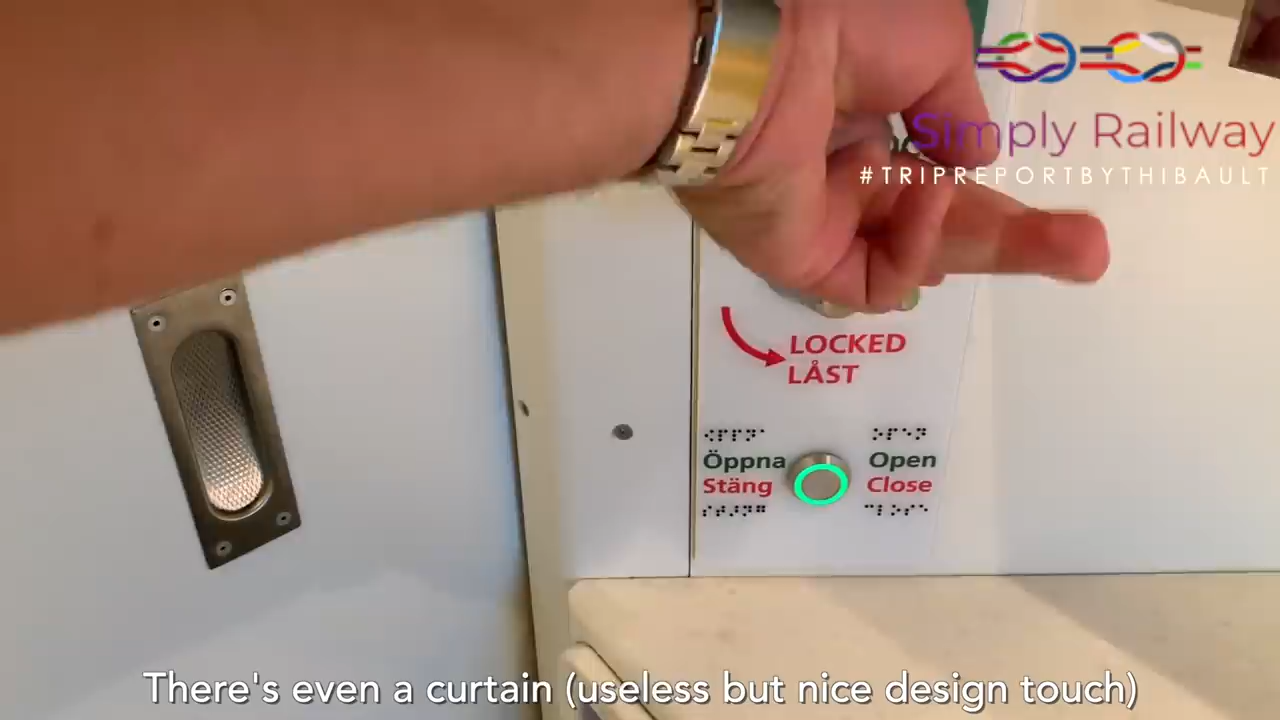 Simply Railway
#TRIPREPORTBYTHIBAULT
LOCKED
LÅST
Öppna Open
Stäng Close
There's even a curtain (useless but nice design touch)